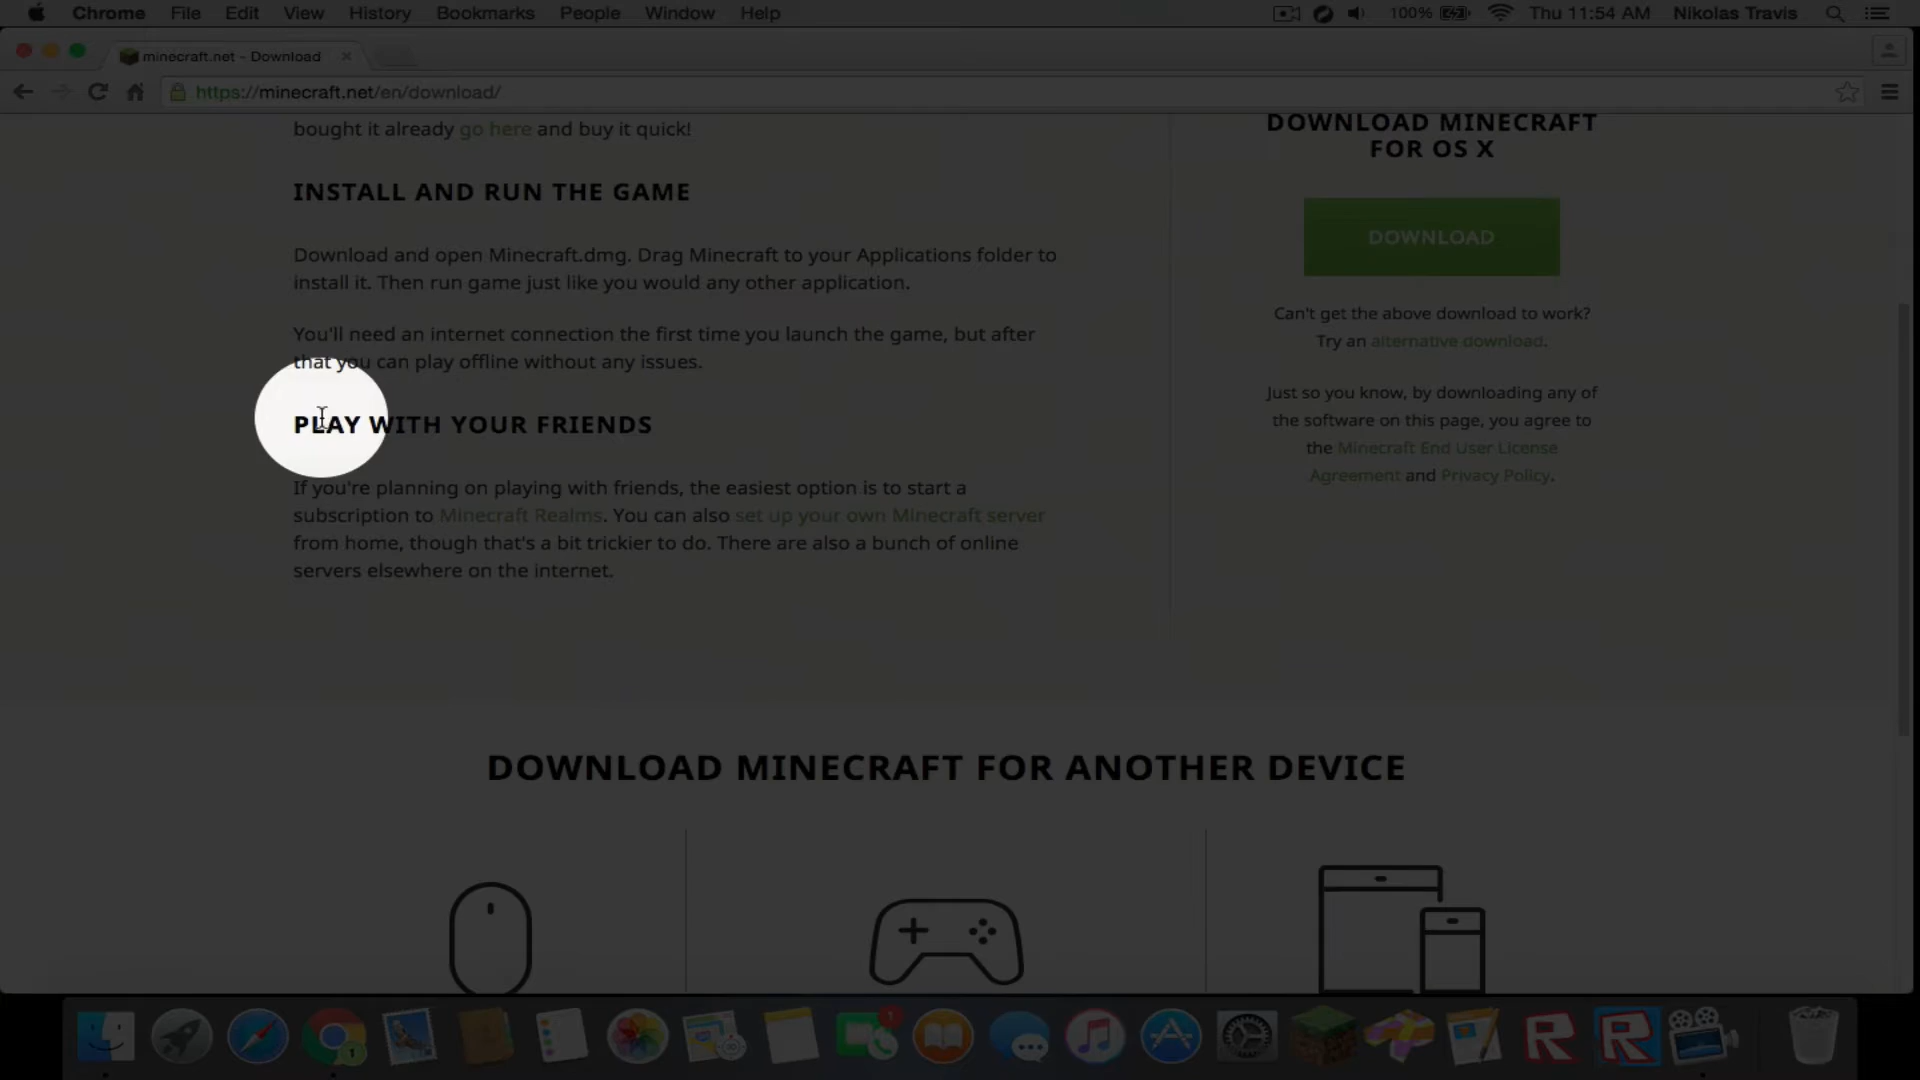 Chrome File Edit View History Bookmarks People Window Help 100% Thu 11:54 AM Nikolas Travis
minecraft.net - Download
https://minecraft.net/en/download/
bought it already go here and buy it quick!
INSTALL AND RUN THE GAME
Download and open Minecraft.dmg. Drag Minecraft to your Applications folder to
install it. Then run game just like you would any other application.
You'll need an internet connection the first time you launch the game, but after
that you can play offline without any issues.
PLAY WITH YOUR FRIENDS
If you're planning on playing with friends, the easiest option is to start a
subscription to Minecraft Realms. You can also set up your own Minecraft server
from home, though that's a bit trickier to do. There are also a bunch of online
servers elsewhere on the internet.
DOWNLOAD MINECRAFT
FOR OS X
DOWNLOAD
Can't get the above download to work?
Try an alternative download.
Just so you know, by downloading any of
the software on this page, you agree to
the Minecraft End User License
Agreement and Privacy Policy.
DOWNLOAD MINECRAFT FOR ANOTHER DEVICE
1
1
R
R